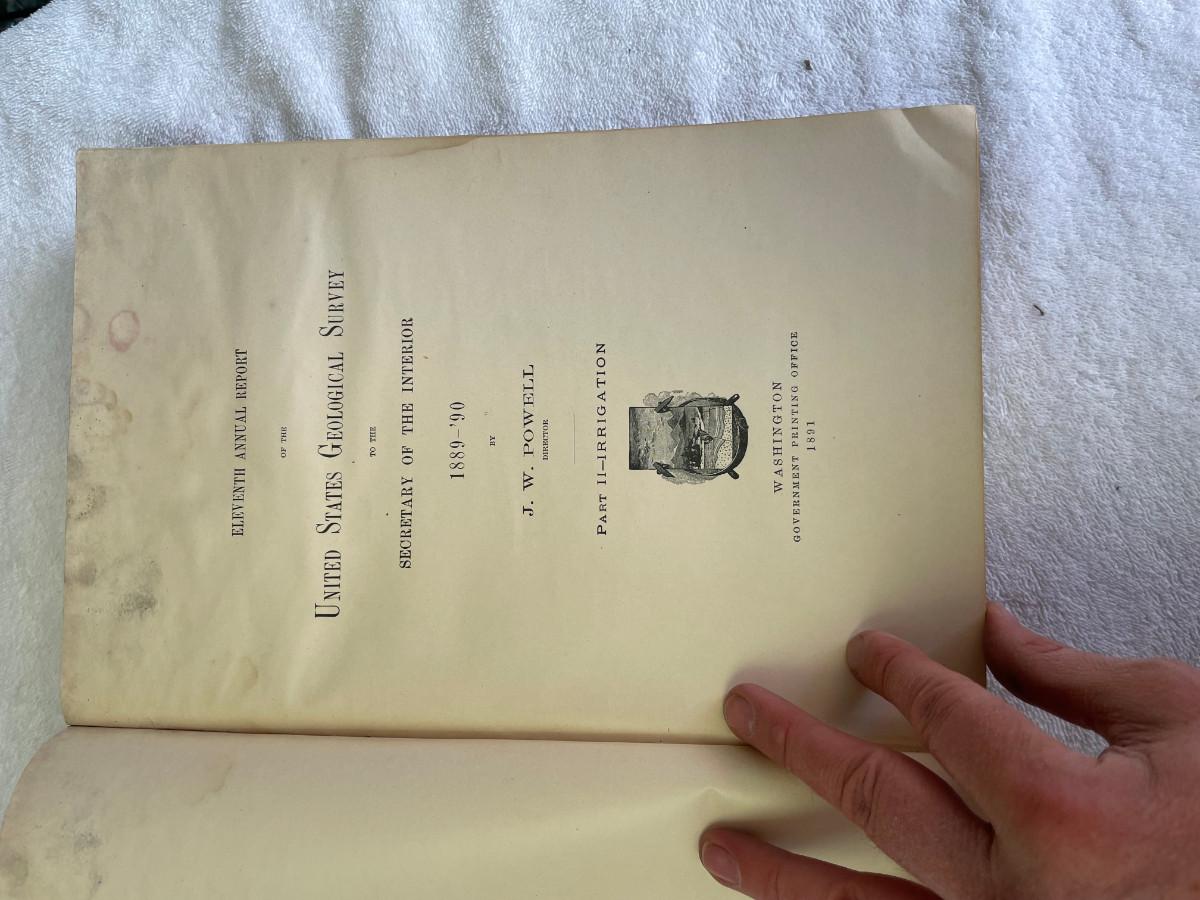 ELEVENTH ANNUAL REPORT
OF THE
UNITED STATES GEOLOGICAL SURVEY
TO THE
SECRETARY OF THE INTERIOR
1889–'90
BY
J. W. POWELL
DIRECTOR
PART II—IRRIGATION
WASHINGTON
GOVERNMENT PRINTING OFFICE
1891